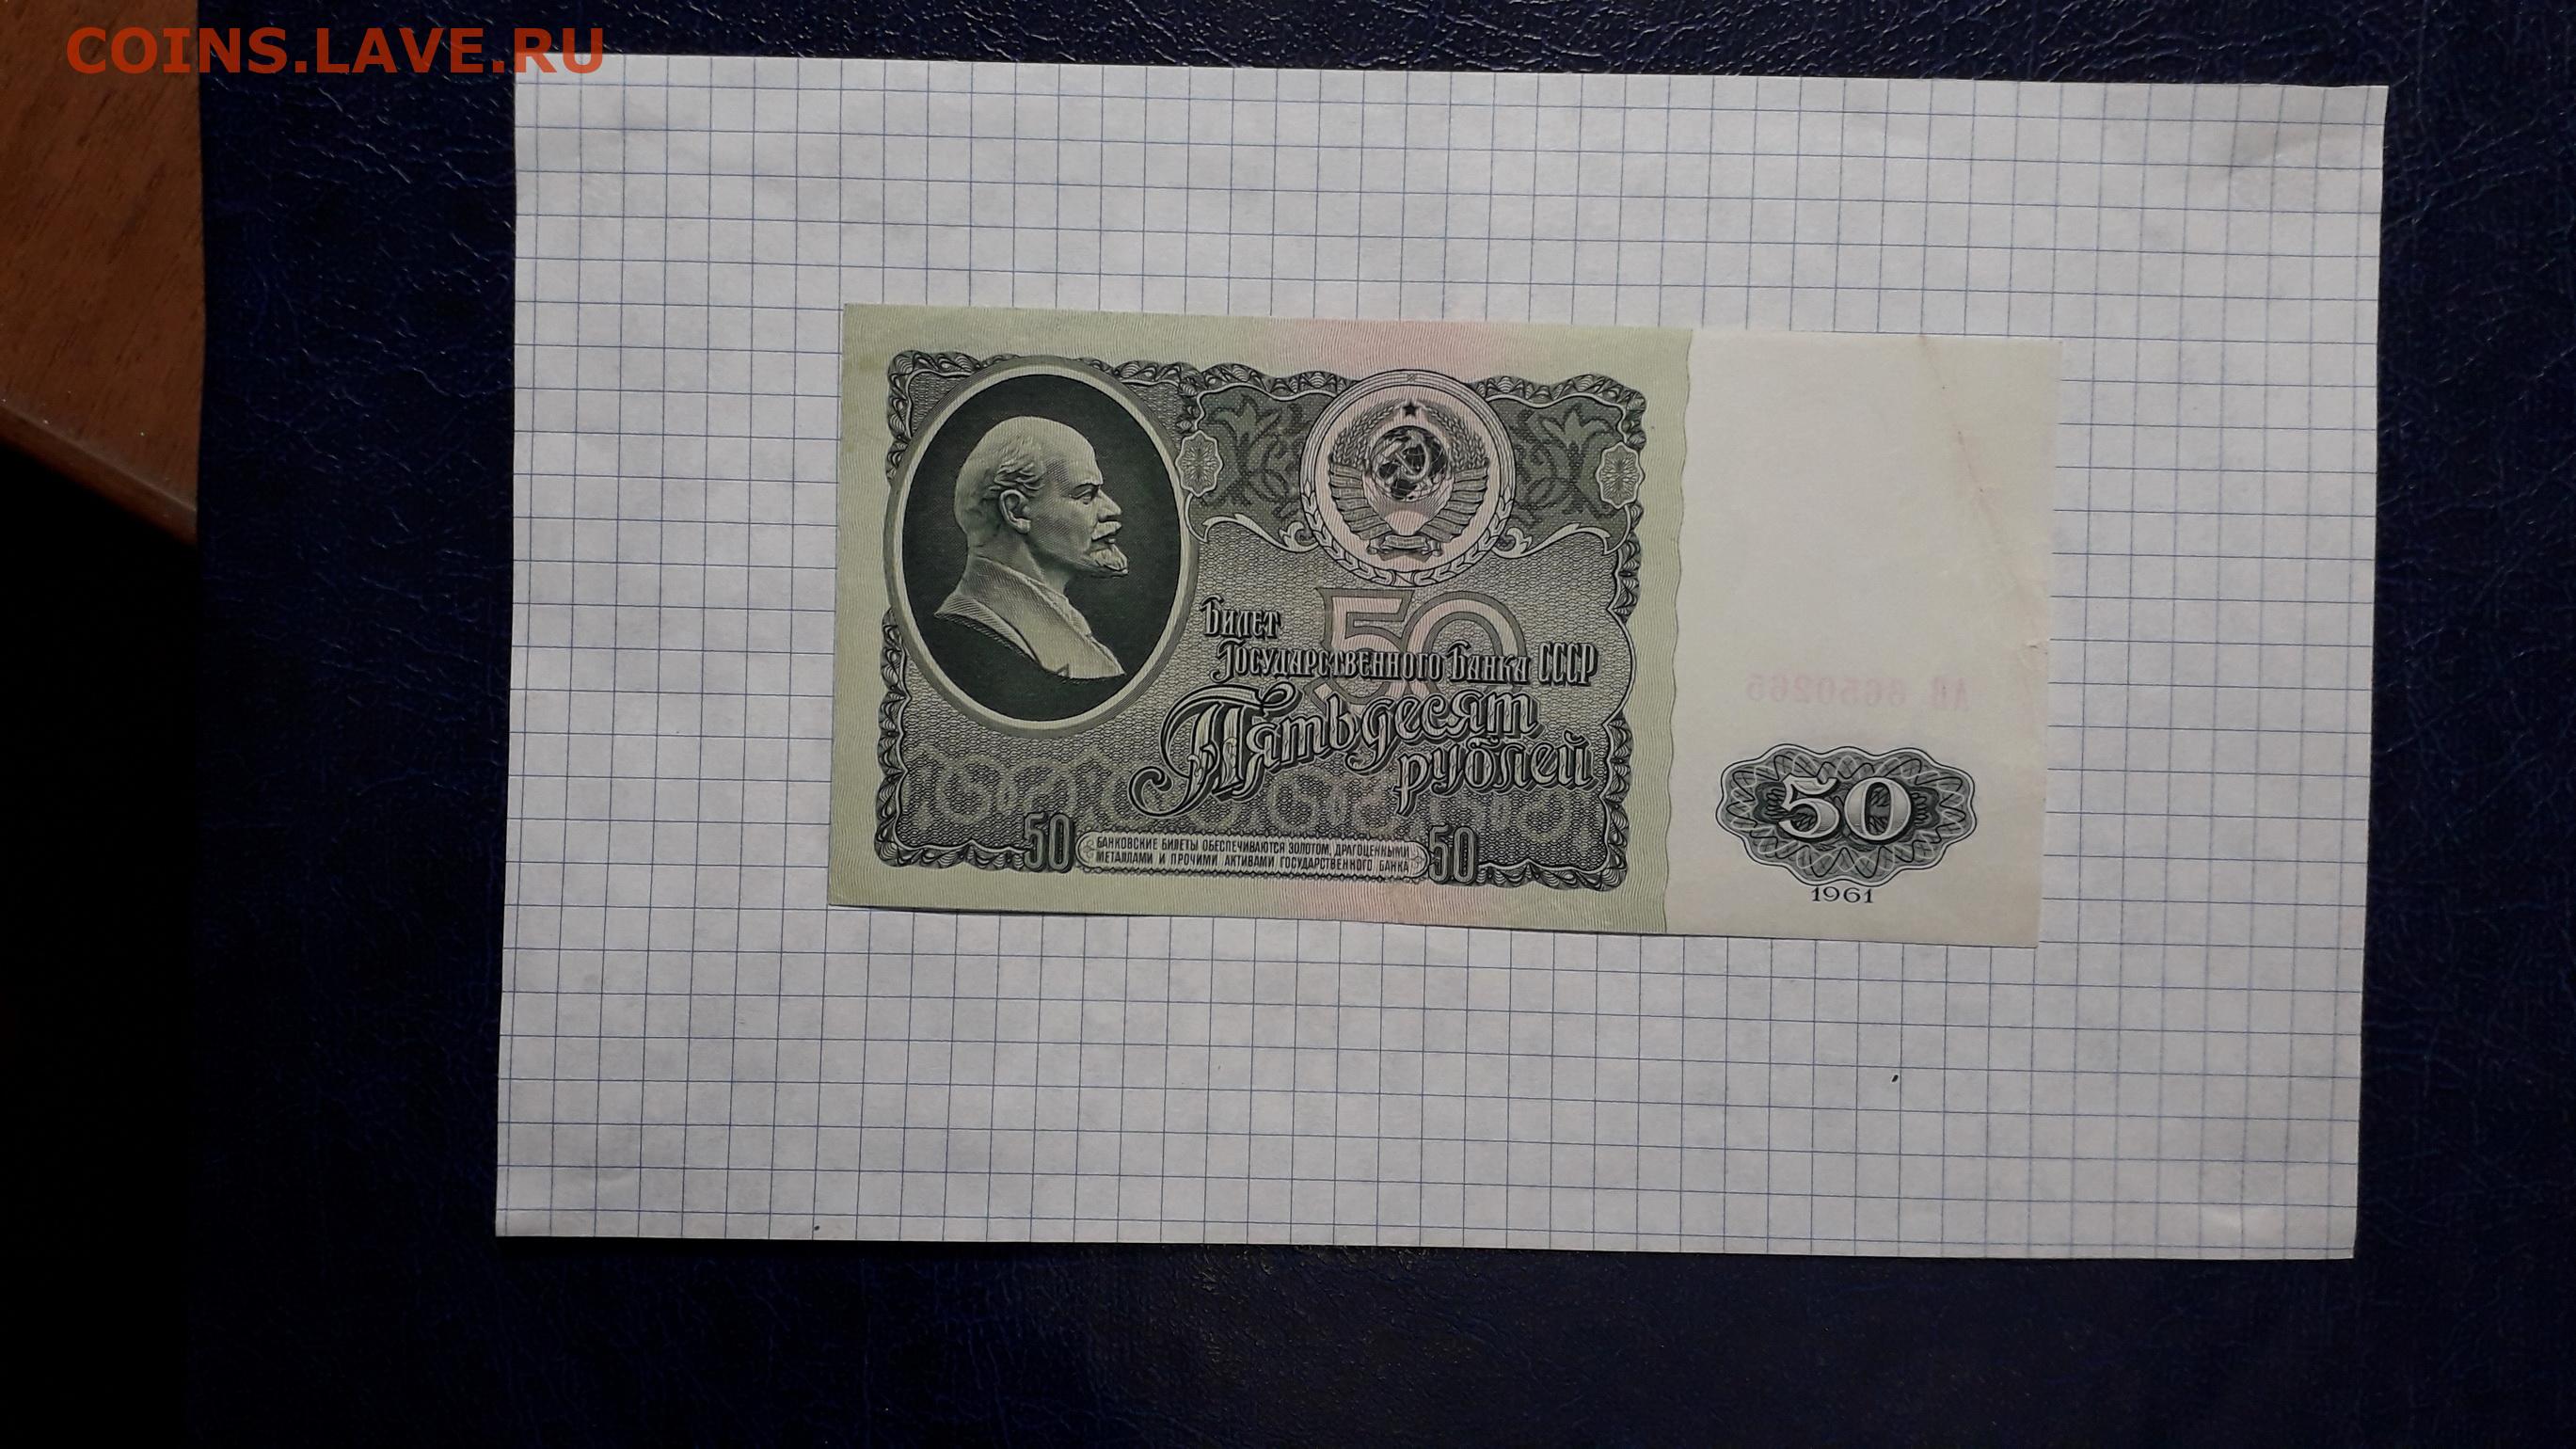 COINS.LAVE.RU
Билет
Государственного Банка СССР
Пятьдесят
рублей
50
50
50
БАНКОВСКИЕ БИЛЕТЫ ОБЕСПЕЧИВАЮТСЯ ЗОЛОТОМ, ДРАГОЦЕННЫМИ
МЕТАЛЛАМИ И ПРОЧИМИ АКТИВАМИ ГОСУДАРСТВЕННОГО БАНКА
50
1961